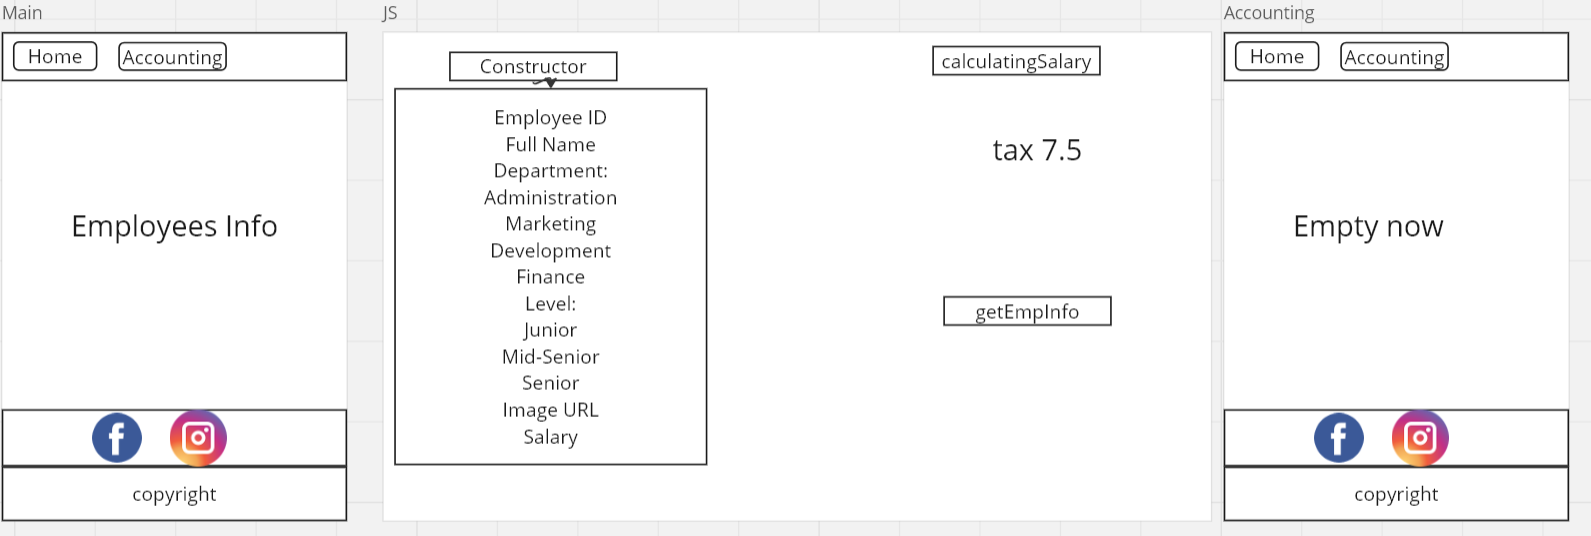 Main
Home
Accounting
Employees Info
copyright
JS
Constructor
Employee ID
Full Name
Department:
Administration
Marketing
Development
Finance
Level:
Junior
Mid-Senior
Senior
Image URL
Salary
calculatingSalary
tax 7.5
getEmpInfo
Accounting
Home
Accounting
Empty now
copyright